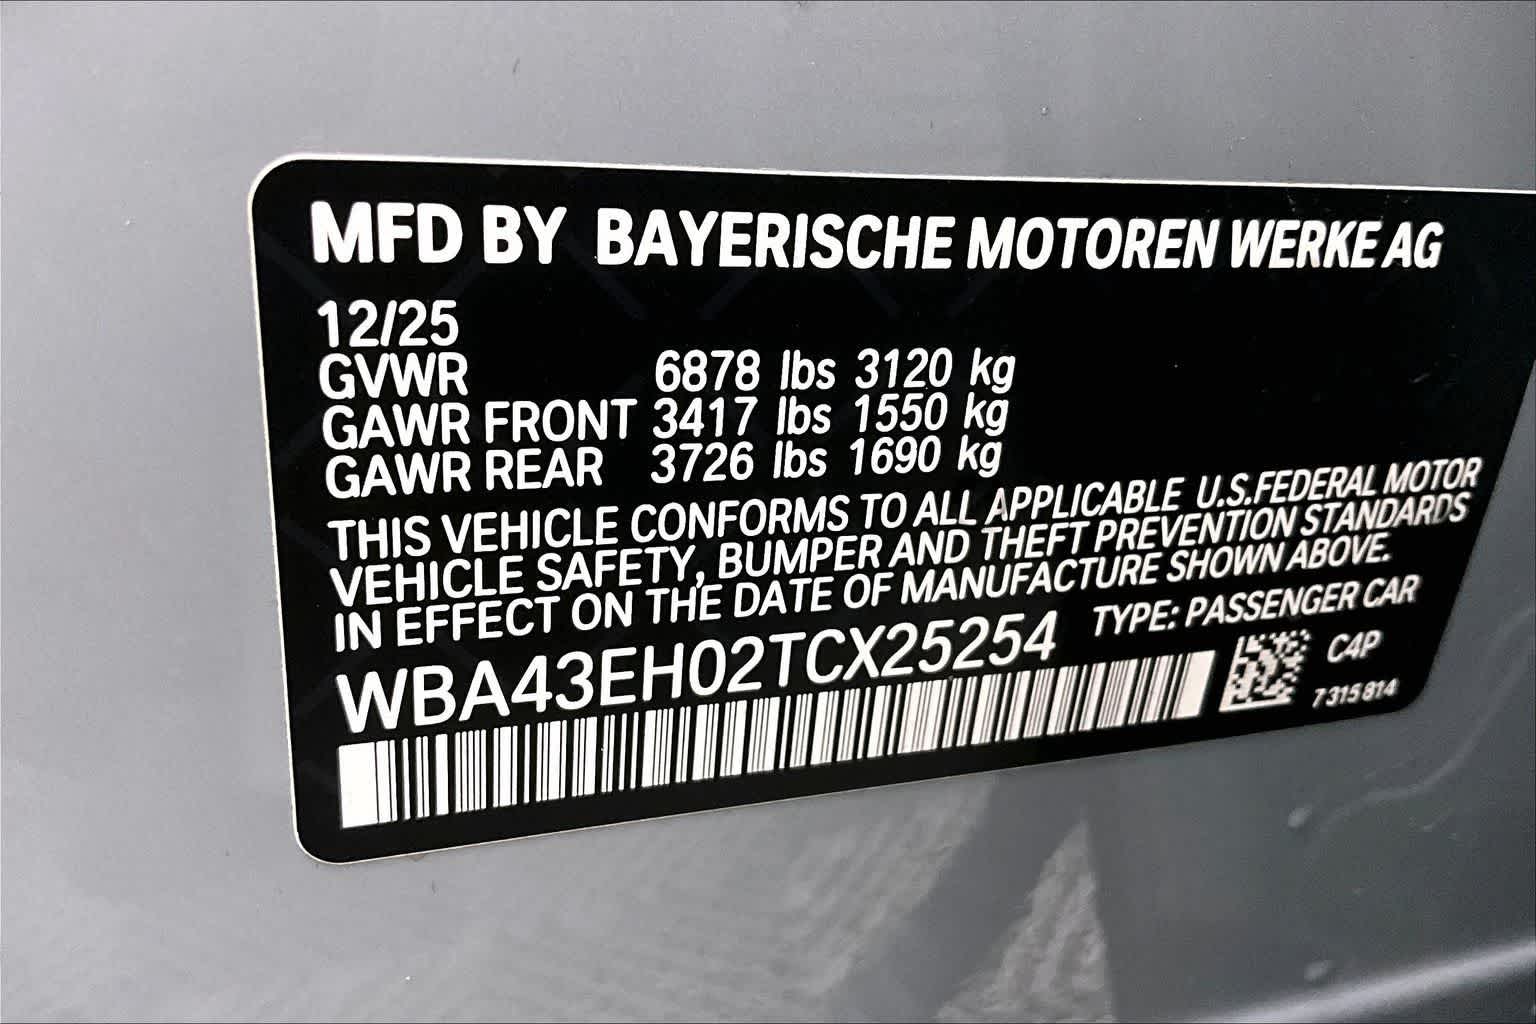 MFD BY BAYERISCHE MOTOREN WERKE AG
12/25
GVWR 6878 lbs 3120 kg
GAWR FRONT 3417 lbs 1550 kg
GAWR REAR 3726 lbs 1690 kg
THIS VEHICLE CONFORMS TO ALL APPLICABLE U.S.FEDERAL MOTOR
VEHICLE SAFETY, BUMPER AND THEFT PREVENTION STANDARDS
IN EFFECT ON THE DATE OF MANUFACTURE SHOWN ABOVE.
WBA43EH02TCX25254 TYPE: PASSENGER CAR
C4P
7 315 814